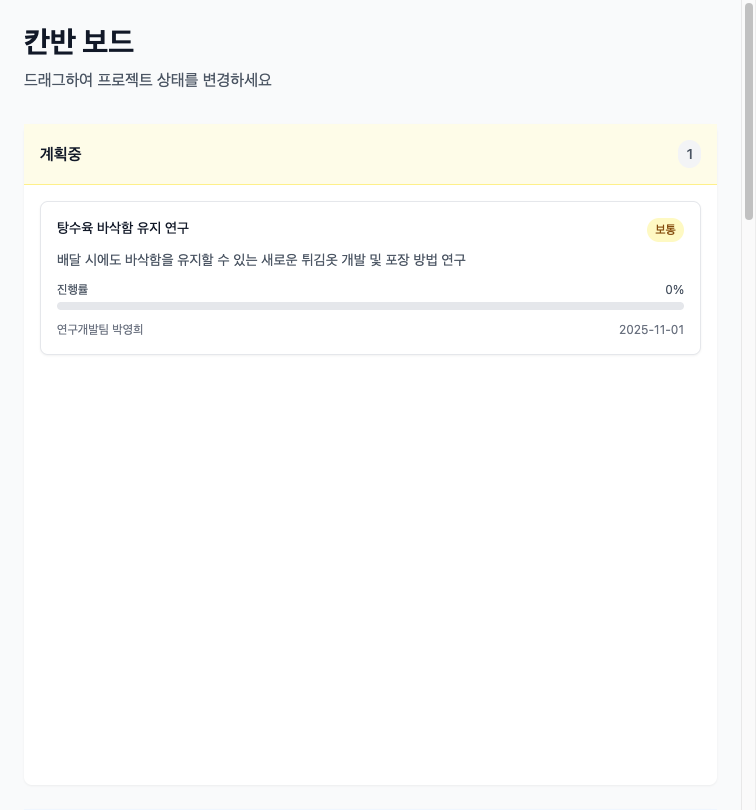 칸반 보드
드래그하여 프로젝트 상태를 변경하세요
계획중 1
탕수육 바삭함 유지 연구 보통
배달 시에도 바삭함을 유지할 수 있는 새로운 튀김옷 개발 및 포장 방법 연구
진행률 0%
연구개발팀 박영희 2025-11-01